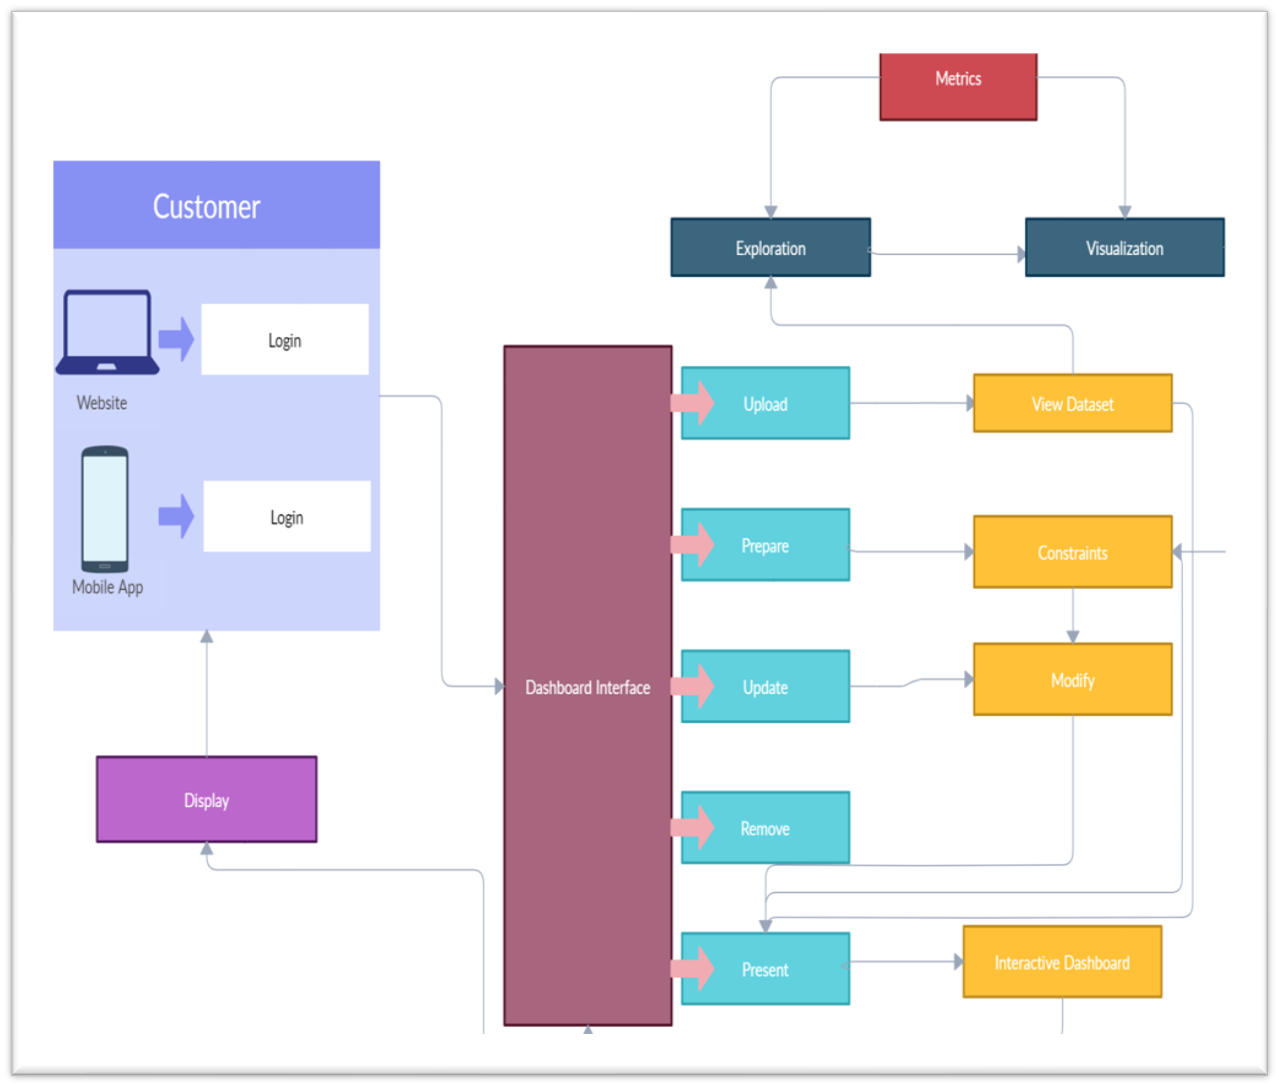 Metrics
Customer
Exploration
Visualization
Login
Website
Upload
View Dataset
Login
Prepare
Constraints
Mobile App
Dashboard Interface
Update
Modify
Display
Remove
Present
Interactive Dashboard